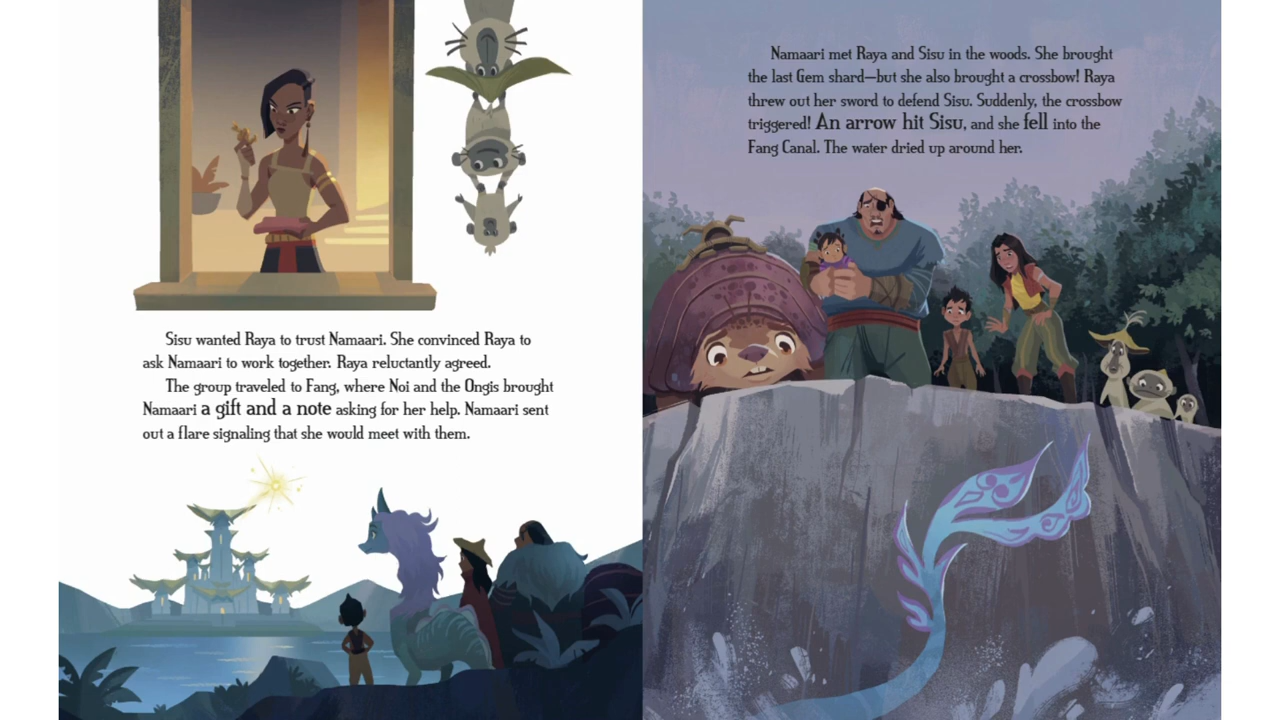 Sisu wanted Raya to trust Namaari. She convinced Raya to
ask Namaari to work together. Raya reluctantly agreed.
The group traveled to Fang, where Noi and the Ongis brought
Namaari a gift and a note asking for her help. Namaari sent
out a flare signaling that she would meet with them.
Namaari met Raya and Sisu in the woods. She brought
the last Gem shard—but she also brought a crossbow! Raya
threw out her sword to defend Sisu. Suddenly, the crossbow
triggered! An arrow hit Sisu, and she fell into the
Fang Canal. The water dried up around her.